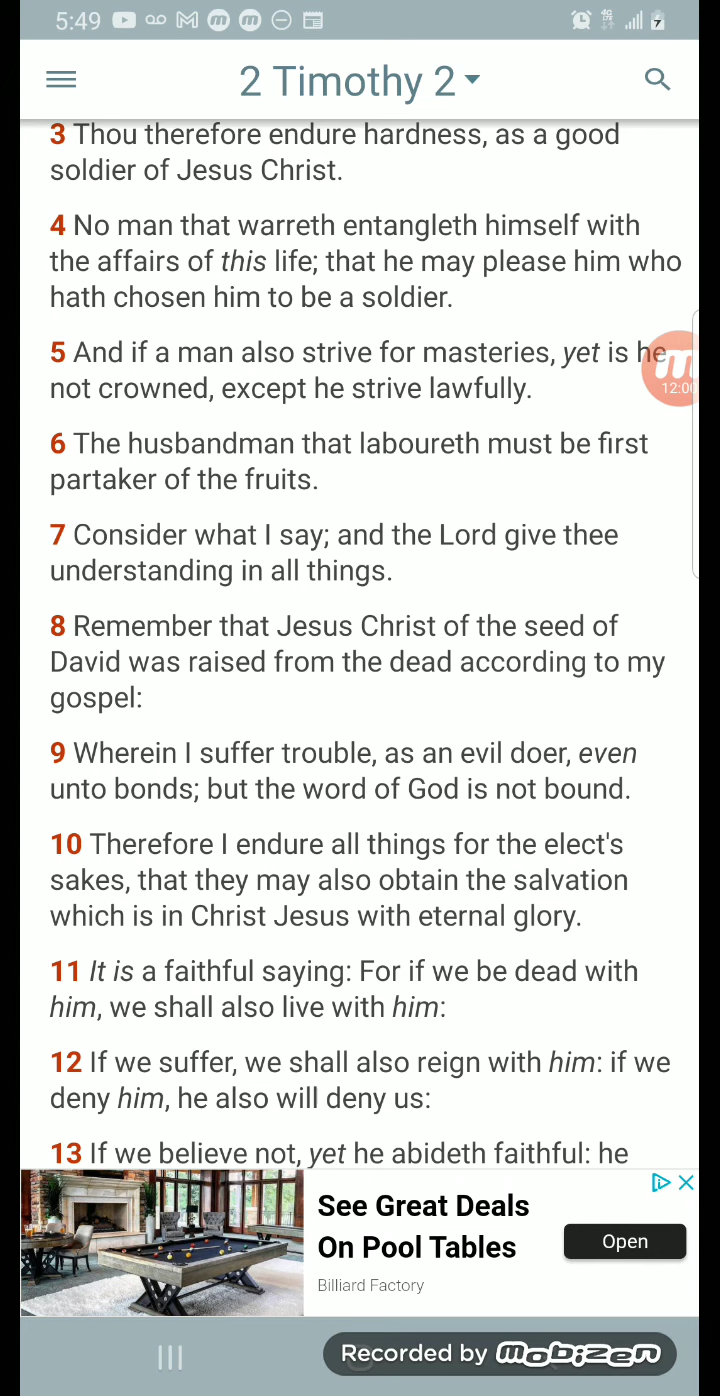 5:49
2 Timothy 2
3 Thou therefore endure hardness, as a good
soldier of Jesus Christ.
4 No man that warreth entangleth himself with
the affairs of this life; that he may please him who
hath chosen him to be a soldier.
5 And if a man also strive for masteries, yet is he
not crowned, except he strive lawfully.
m
12:00
6 The husbandman that laboureth must be first
partaker of the fruits.
7 Consider what I say; and the Lord give thee
understanding in all things.
8 Remember that Jesus Christ of the seed of
David was raised from the dead according to my
gospel:
9 Wherein I suffer trouble, as an evil doer, even
unto bonds; but the word of God is not bound.
10 Therefore I endure all things for the elect's
sakes, that they may also obtain the salvation
which is in Christ Jesus with eternal glory.
11 It is a faithful saying: For if we be dead with
him, we shall also live with him:
12 If we suffer, we shall also reign with him: if we
deny him, he also will deny us:
13 If we believe not, yet he abideth faithful: he
See Great Deals
On Pool Tables
Billiard Factory
Open
Recorded by mobizen